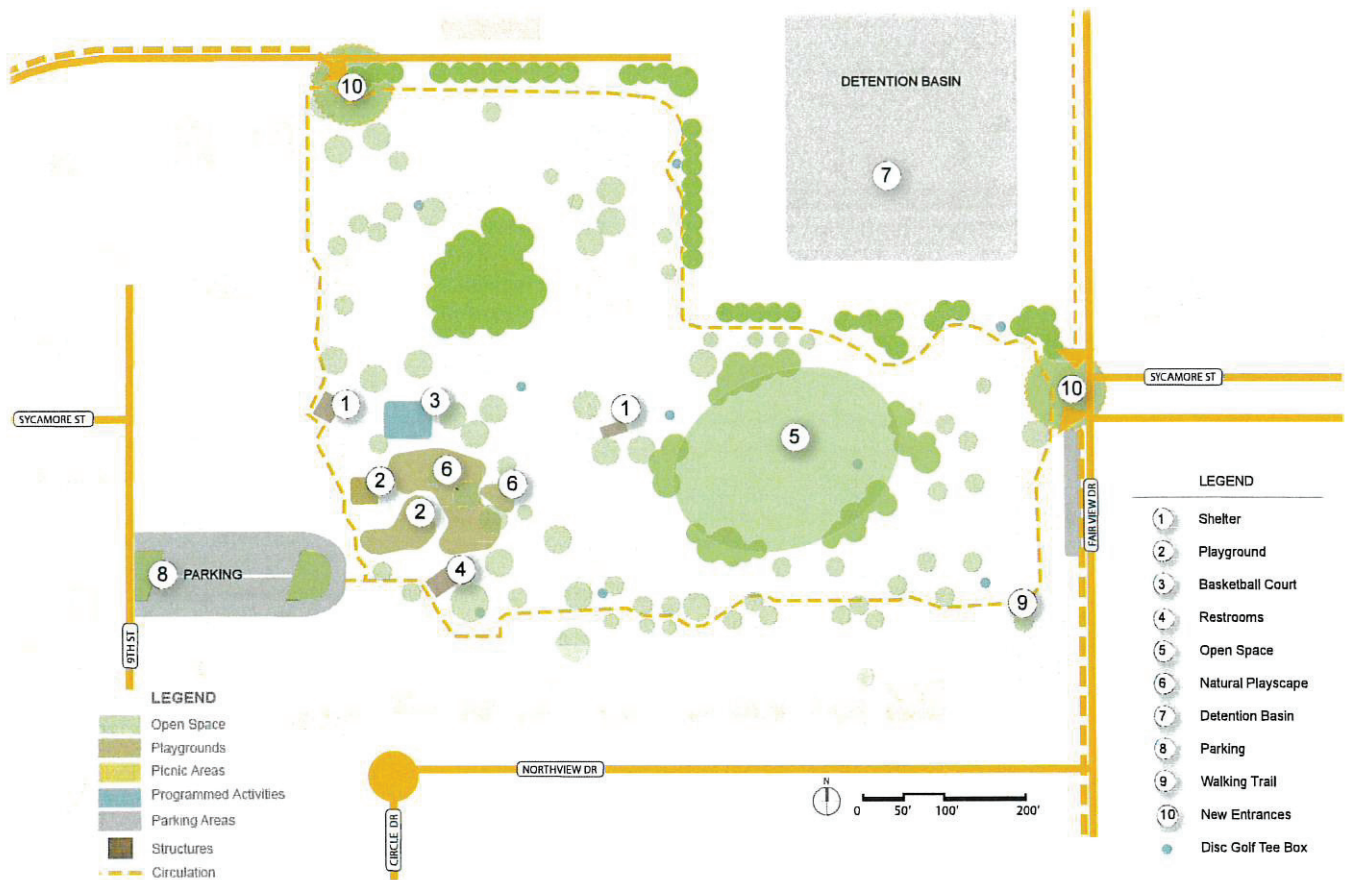 10
DETENTION BASIN
7
SYCAMORE ST
10
1
3
1
5
SYCAMORE ST
6
2
6
2
FAIR VIEW DR
8 PARKING
4
9
9TH ST
LEGEND
Open Space
Playgrounds
Picnic Areas
Programmed Activities
Parking Areas
Structures
Circulation
NORTHVIEW DR
CIRCLE DR
N
0 50' 100' 200'
LEGEND
1 Shelter
2 Playground
3 Basketball Court
4 Restrooms
5 Open Space
6 Natural Playscape
7 Detention Basin
8 Parking
9 Walking Trail
10 New Entrances
Disc Golf Tee Box